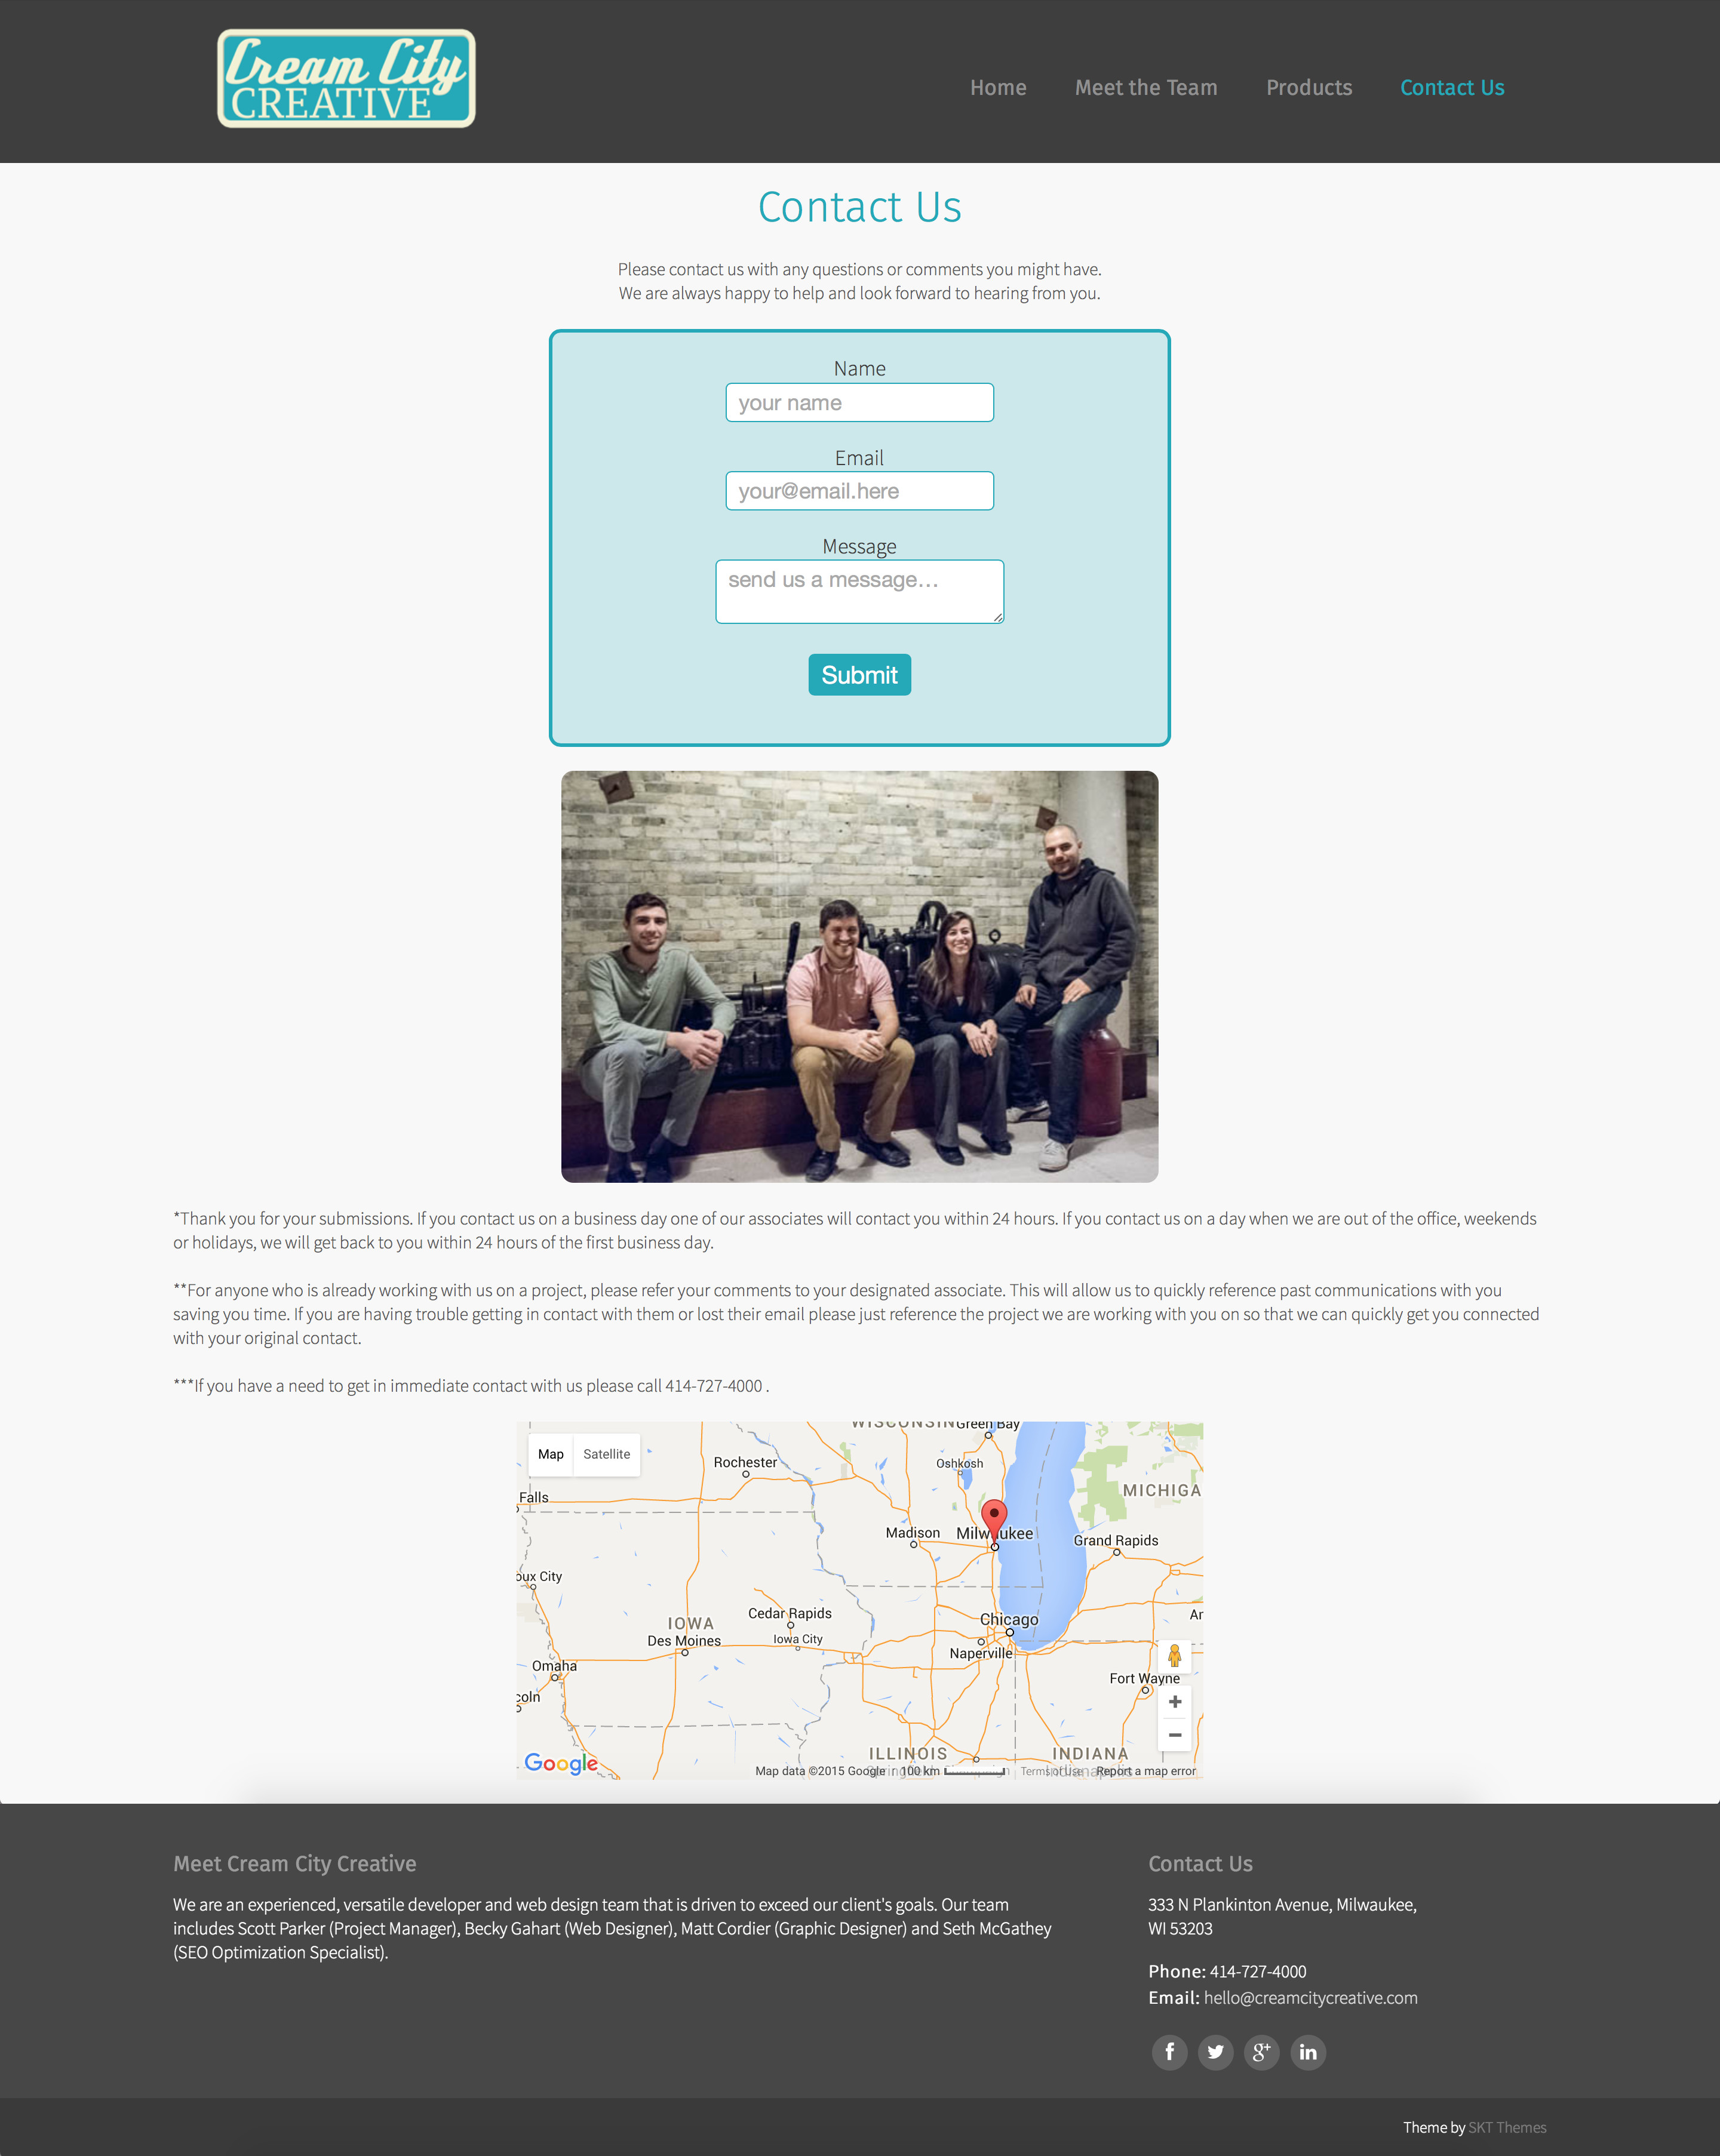 Cream City
CREATIVE
Home
Meet the Team
Products
Contact Us
Contact Us
Please contact us with any questions or comments you might have.
We are always happy to help and look forward to hearing from you.
Name
your name
Email
your@email.here
Message
send us a message...
Submit
*Thank you for your submissions. If you contact us on a business day one of our associates will contact you within 24 hours. If you contact us on a day when we are out of the office, weekends
or holidays, we will get back to you within 24 hours of the first business day.
**For anyone who is already working with us on a project, please refer your comments to your designated associate. This will allow us to quickly reference past communications with you
saving you time. If you are having trouble getting in contact with them or lost their email please just reference the project we are working with you on so that we can quickly get you connected
with your original contact.
***If you have a need to get in immediate contact with us please call 414-727-4000 .
WISCONSIN
Green Bay
Map
Satellite
Rochester
Oshkosh
Falls
MICHIGA
Madison
Milwaukee
Grand Rapids
oux City
Cedar Rapids
IOWA
Chicago
Ar
Des Moines
Iowa City
Naperville
Omaha
Fort Wayne
coln
ILLINOIS
INDIANA
Google
Map data ©2015 Google
100 km
Terms of Use
Report a map error
Indianapolis
Meet Cream City Creative
We are an experienced, versatile developer and web design team that is driven to exceed our client's goals. Our team
includes Scott Parker (Project Manager), Becky Gahart (Web Designer), Matt Cordier (Graphic Designer) and Seth McGathey
(SEO Optimization Specialist).
Contact Us
333 N Plankinton Avenue, Milwaukee,
WI 53203
Phone: 414-727-4000
Email: hello@creamcitycreative.com
Theme by SKT Themes